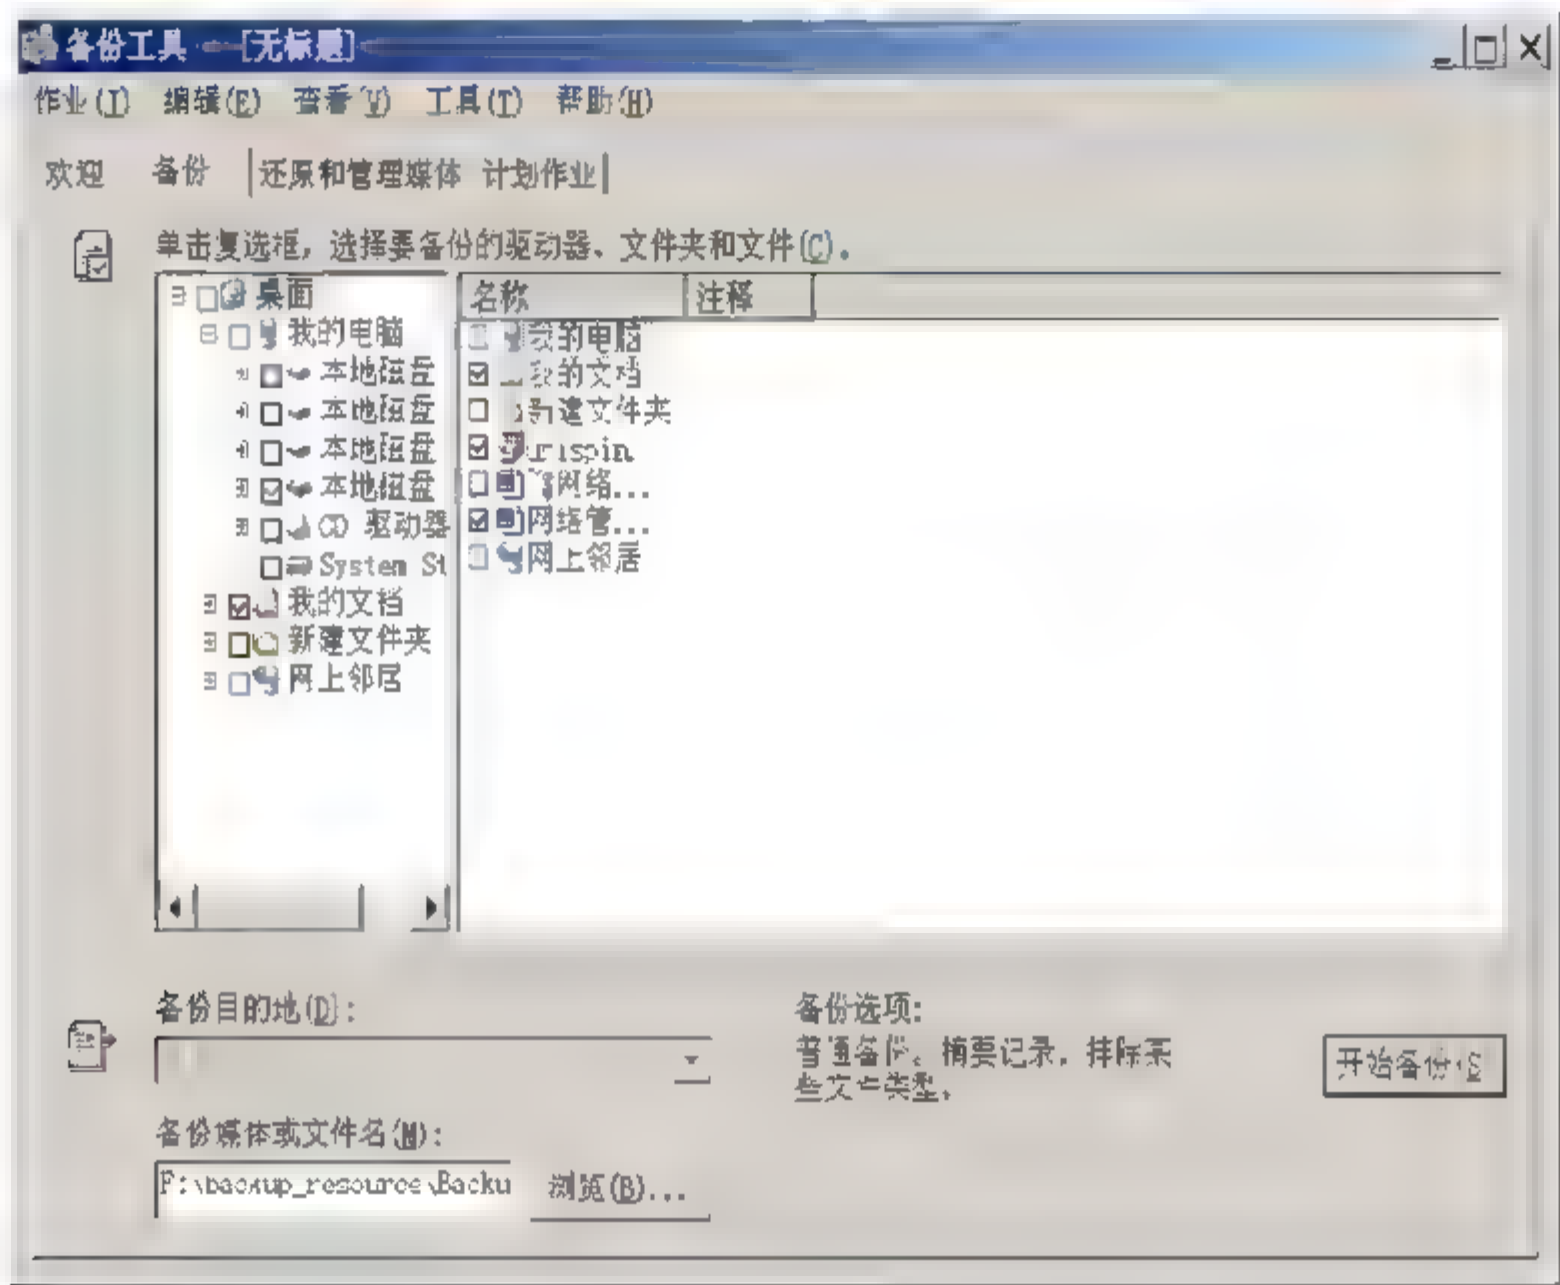 备份工具 - [无标题]
作业(J) 编辑(E) 查看(V) 工具(T) 帮助(H)
欢迎 备份 还原和管理媒体 计划作业
单击复选框，选择要备份的驱动器、文件夹和文件(C)。
桌面
我的电脑
本地磁盘
本地磁盘
本地磁盘
本地磁盘
CD 驱动器
System St
我的文档
新建文件夹
网上邻居
名称 注释
我的电脑
我的文档
新建文件夹
网络...
网络管...
网上邻居
备份目的地(D):
备份媒体或文件名(M):
F:\backup_resource\Backu
浏览(B)...
备份选项:
普通备份。摘要记录。排除某
些文件类型。
开始备份(S